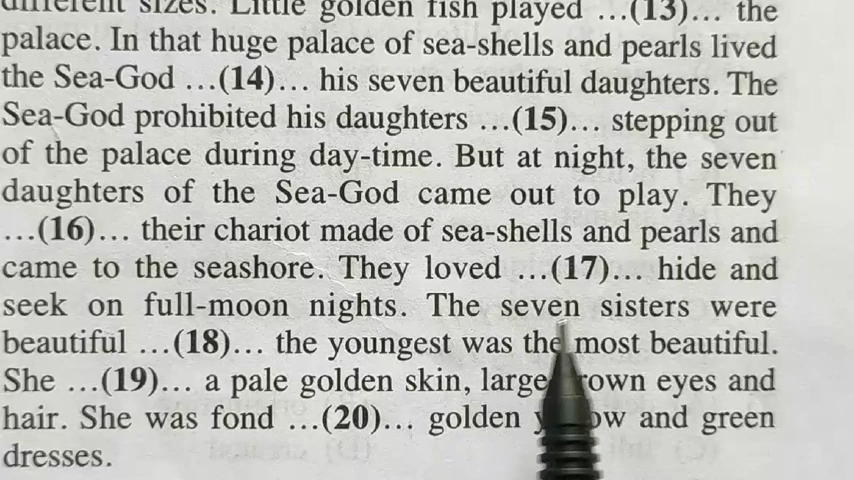 different sizes. Little golden fish played ...(13)... the
palace. In that huge palace of sea-shells and pearls lived
the Sea-God ...(14)... his seven beautiful daughters. The
Sea-God prohibited his daughters ...(15)... stepping out
of the palace during day-time. But at night, the seven
daughters of the Sea-God came out to play. They
...(16)... their chariot made of sea-shells and pearls and
came to the seashore. They loved ...(17)... hide and
seek on full-moon nights. The seven sisters were
beautiful ...(18)... the youngest was the most beautiful.
She ...(19)... a pale golden skin, large brown eyes and
hair. She was fond ...(20)... golden yellow and green
dresses.